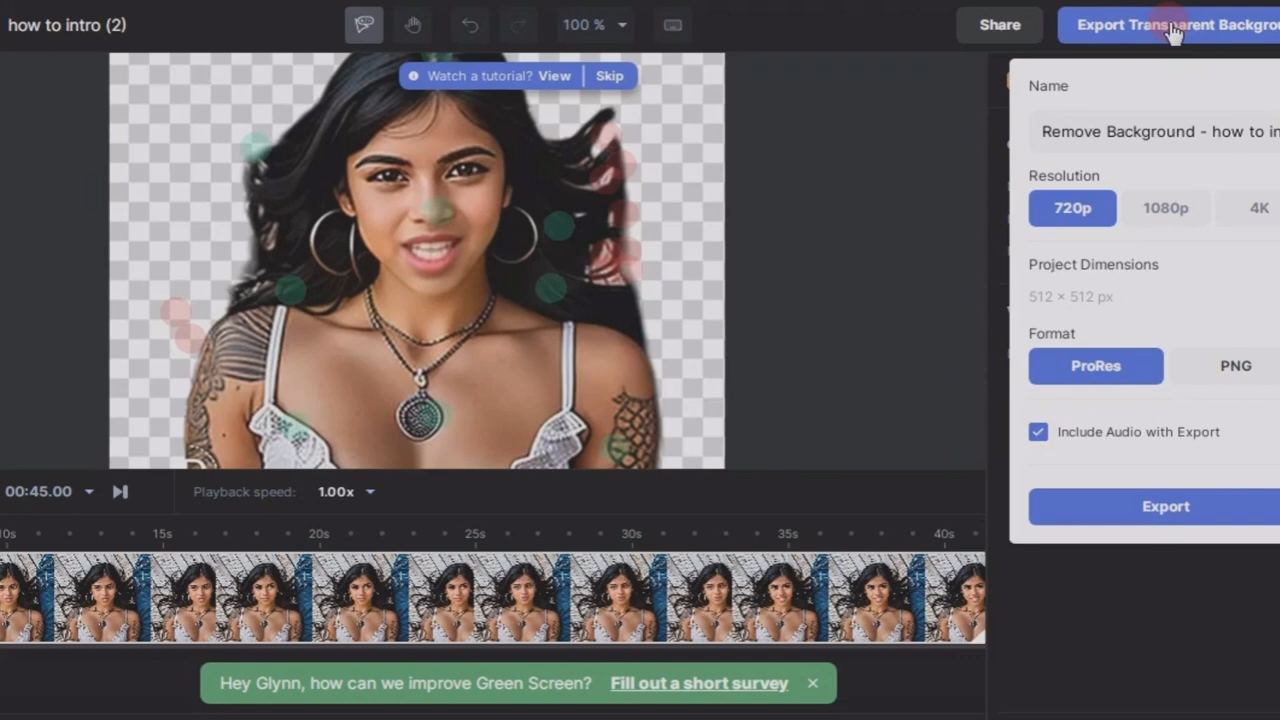 how to intro (2)
100 %
Share
Export Transparent Backgrou
Watch a tutorial? View
Skip
Name
Remove Background - how to in
Resolution
720p
1080p
4K
Project Dimensions
512 × 512 px
Format
ProRes
PNG
Include Audio with Export
Export
00:45.00
Playback speed:
1.00x
10s
15s
20s
25s
30s
35s
40s
Hey Glynn, how can we improve Green Screen?
Fill out a short survey